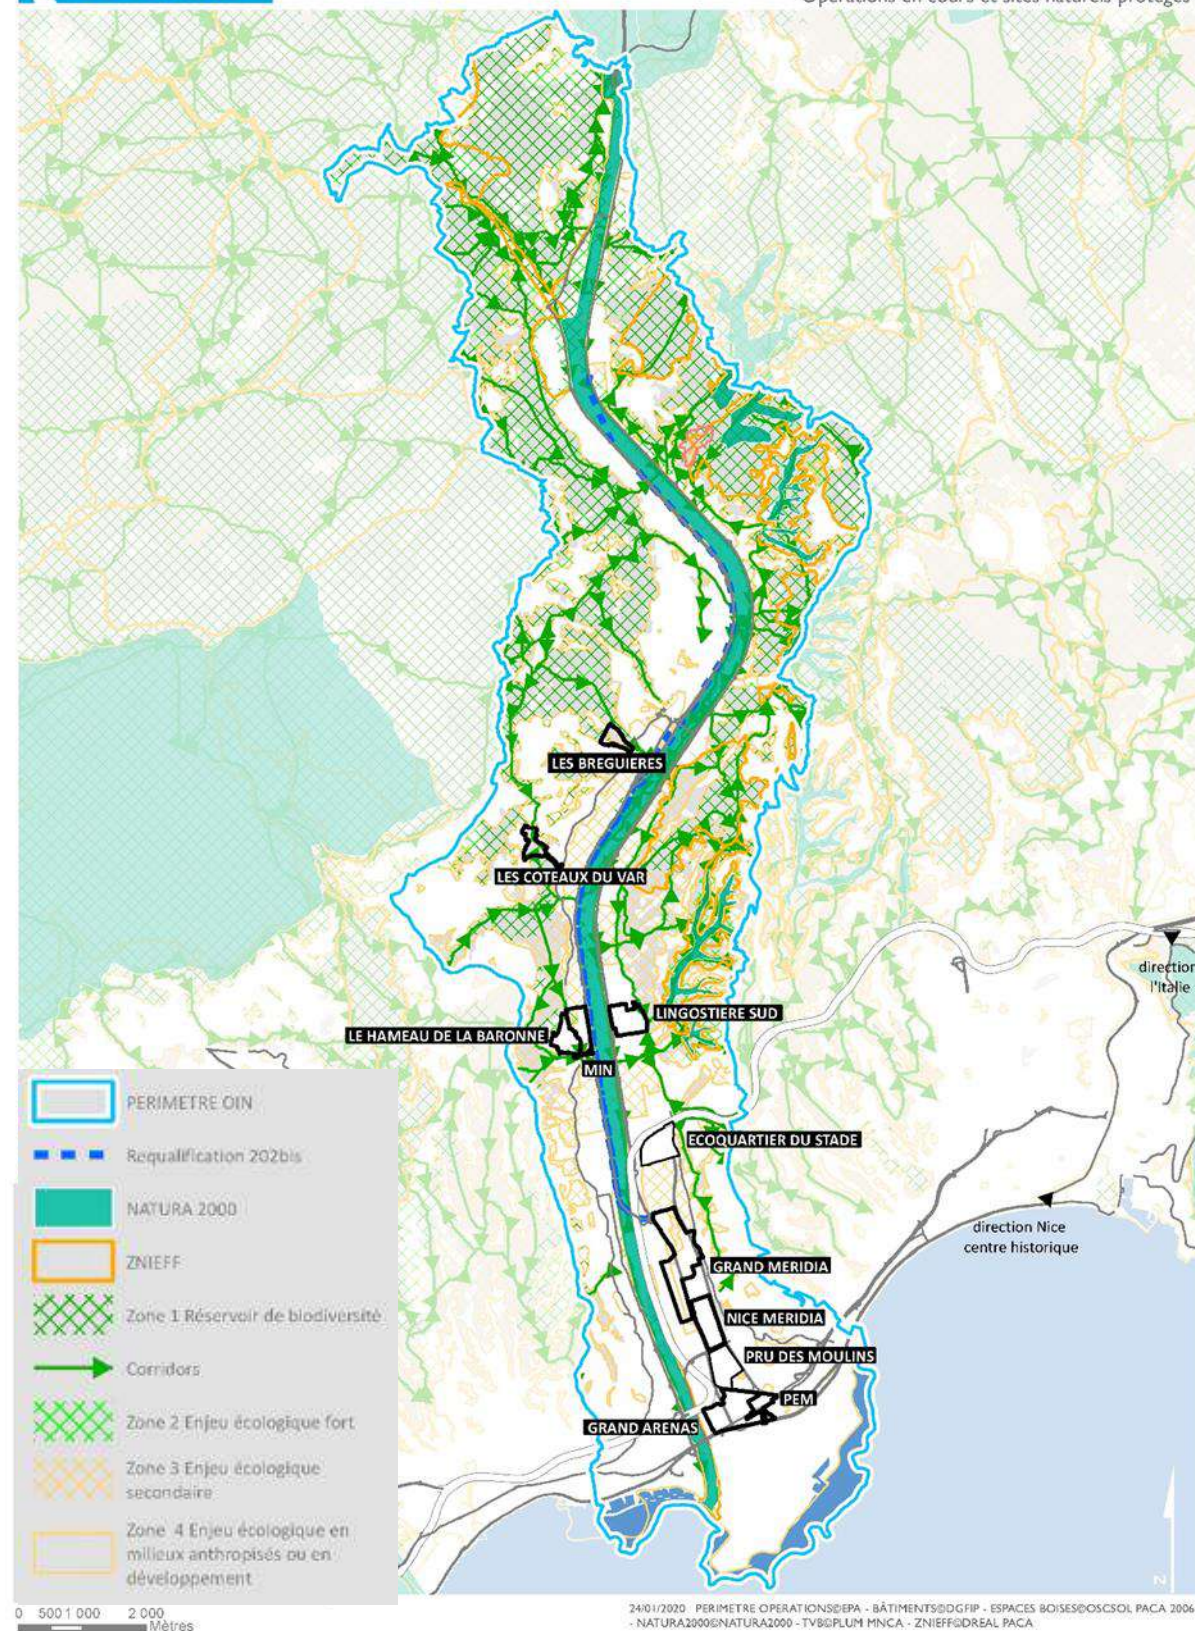 Opérations en cours et sites naturels protégés
LES BREGUIERES
LES COTEAUX DU VAR
LINGOSTIERE SUD
LE HAMEAU DE LA BARONNE
MIN
ECOQUARTIER DU STADE
GRAND MERIDIA
NICE MERIDIA
PRU DES MOULINS
PEM
GRAND ARENAS
direction
l'Italie
direction Nice
centre historique
PERIMETRE OIN
Requalification 202bis
NATURA 2000
ZNIEFF
Zone 1 Réservoir de biodiversité
Corridors
Zone 2 Enjeu écologique fort
Zone 3 Enjeu écologique
secondaire
Zone 4 Enjeu écologique en
milieux anthropisés ou en
développement
0 500 1 000 2 000
Mètres
N
24/01/2020 PERIMETRE OPERATIONS©EPA - BÂTIMENTS©DGFIP - ESPACES BOISES©OSCSOL PACA 2006
- NATURA2000©NATURA2000 - TVB©PLUM MNCA - ZNIEFF©DREAL PACA